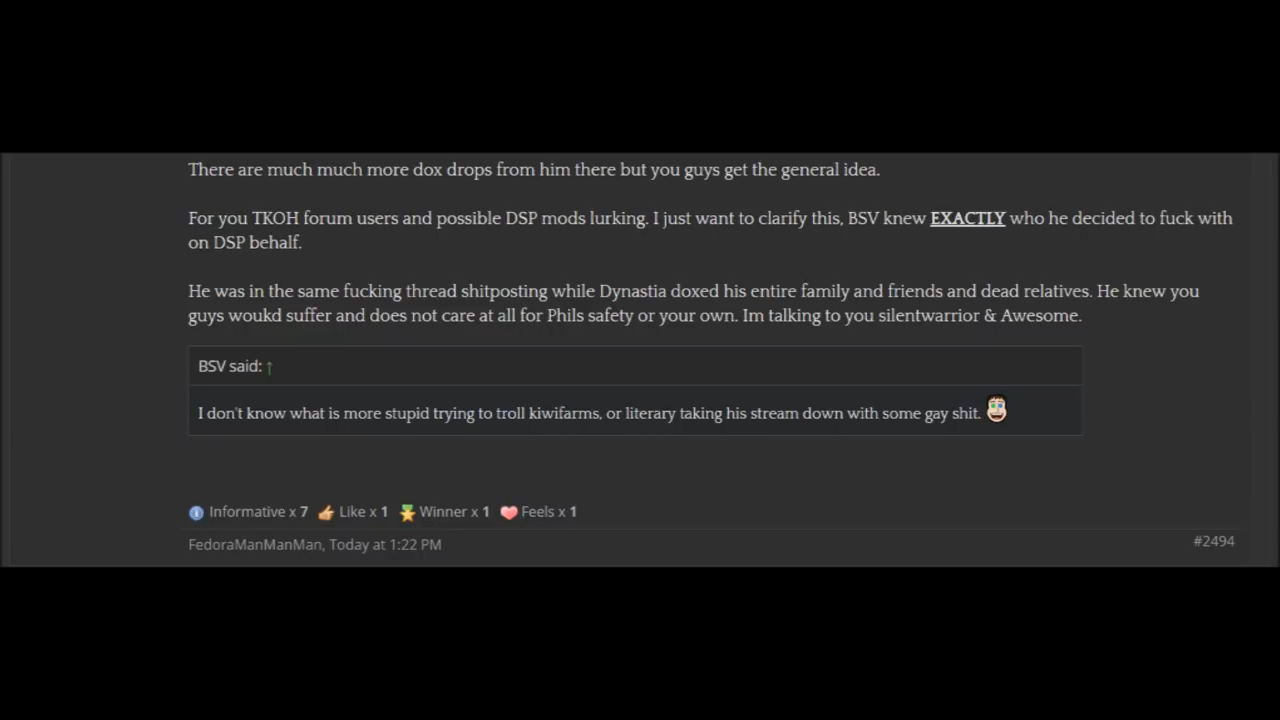 There are much much more dox drops from him there but you guys get the general idea.
For you TKOH forum users and possible DSP mods lurking. I just want to clarify this, BSV knew EXACTLY who he decided to fuck with
on DSP behalf.
He was in the same fucking thread shitposting while Dynastia doxed his entire family and friends and dead relatives. He knew you
guys woukd suffer and does not care at all for Phils safety or your own. Im talking to you silentwarrior & Awesome.
BSV said: ↑
I don't know what is more stupid trying to troll kiwifarms, or literary taking his stream down with some gay shit.
Informative x 7 Like x 1 Winner x 1 Feels x 1
FedoraManManMan, Today at 1:22 PM
#2494